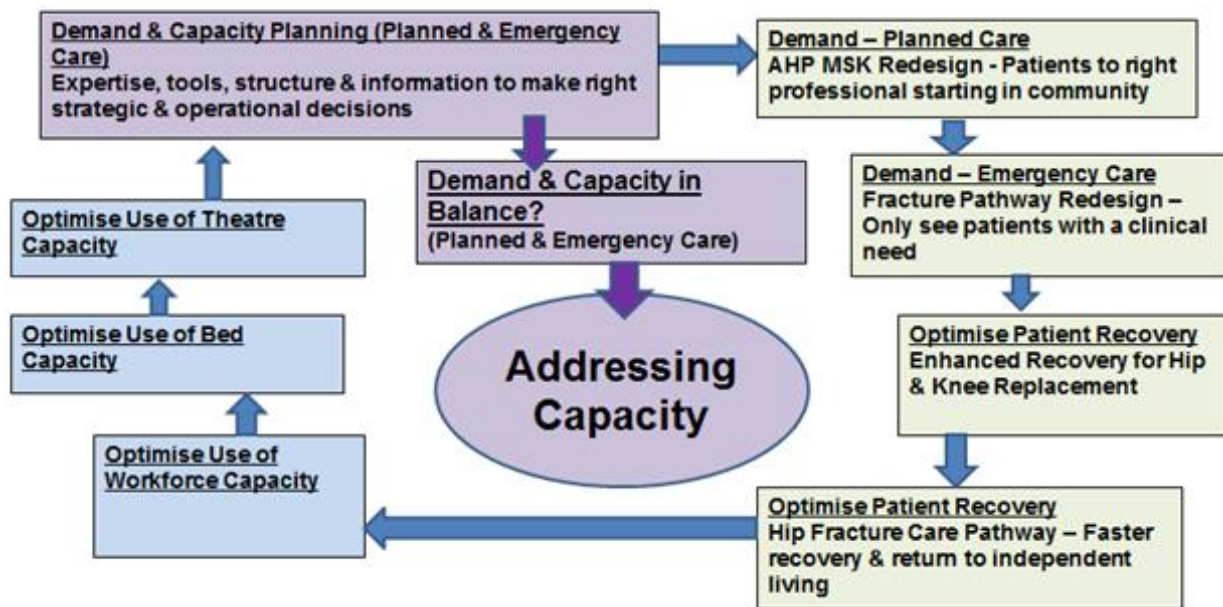 Demand & Capacity Planning (Planned & Emergency
Care)
Expertise, tools, structure & information to make right
strategic & operational decisions
Demand – Planned Care
AHP MSK Redesign - Patients to right
professional starting in community
Demand & Capacity in
Balance?
(Planned & Emergency Care)
Demand – Emergency Care
Fracture Pathway Redesign –
Only see patients with a clinical
need
Optimise Use of Theatre
Capacity
Optimise Use of Bed
Capacity
Optimise Patient Recovery
Enhanced Recovery for Hip
& Knee Replacement
Addressing
Capacity
Optimise Use of
Workforce Capacity
Optimise Patient Recovery
Hip Fracture Care Pathway – Faster
recovery & return to independent
living